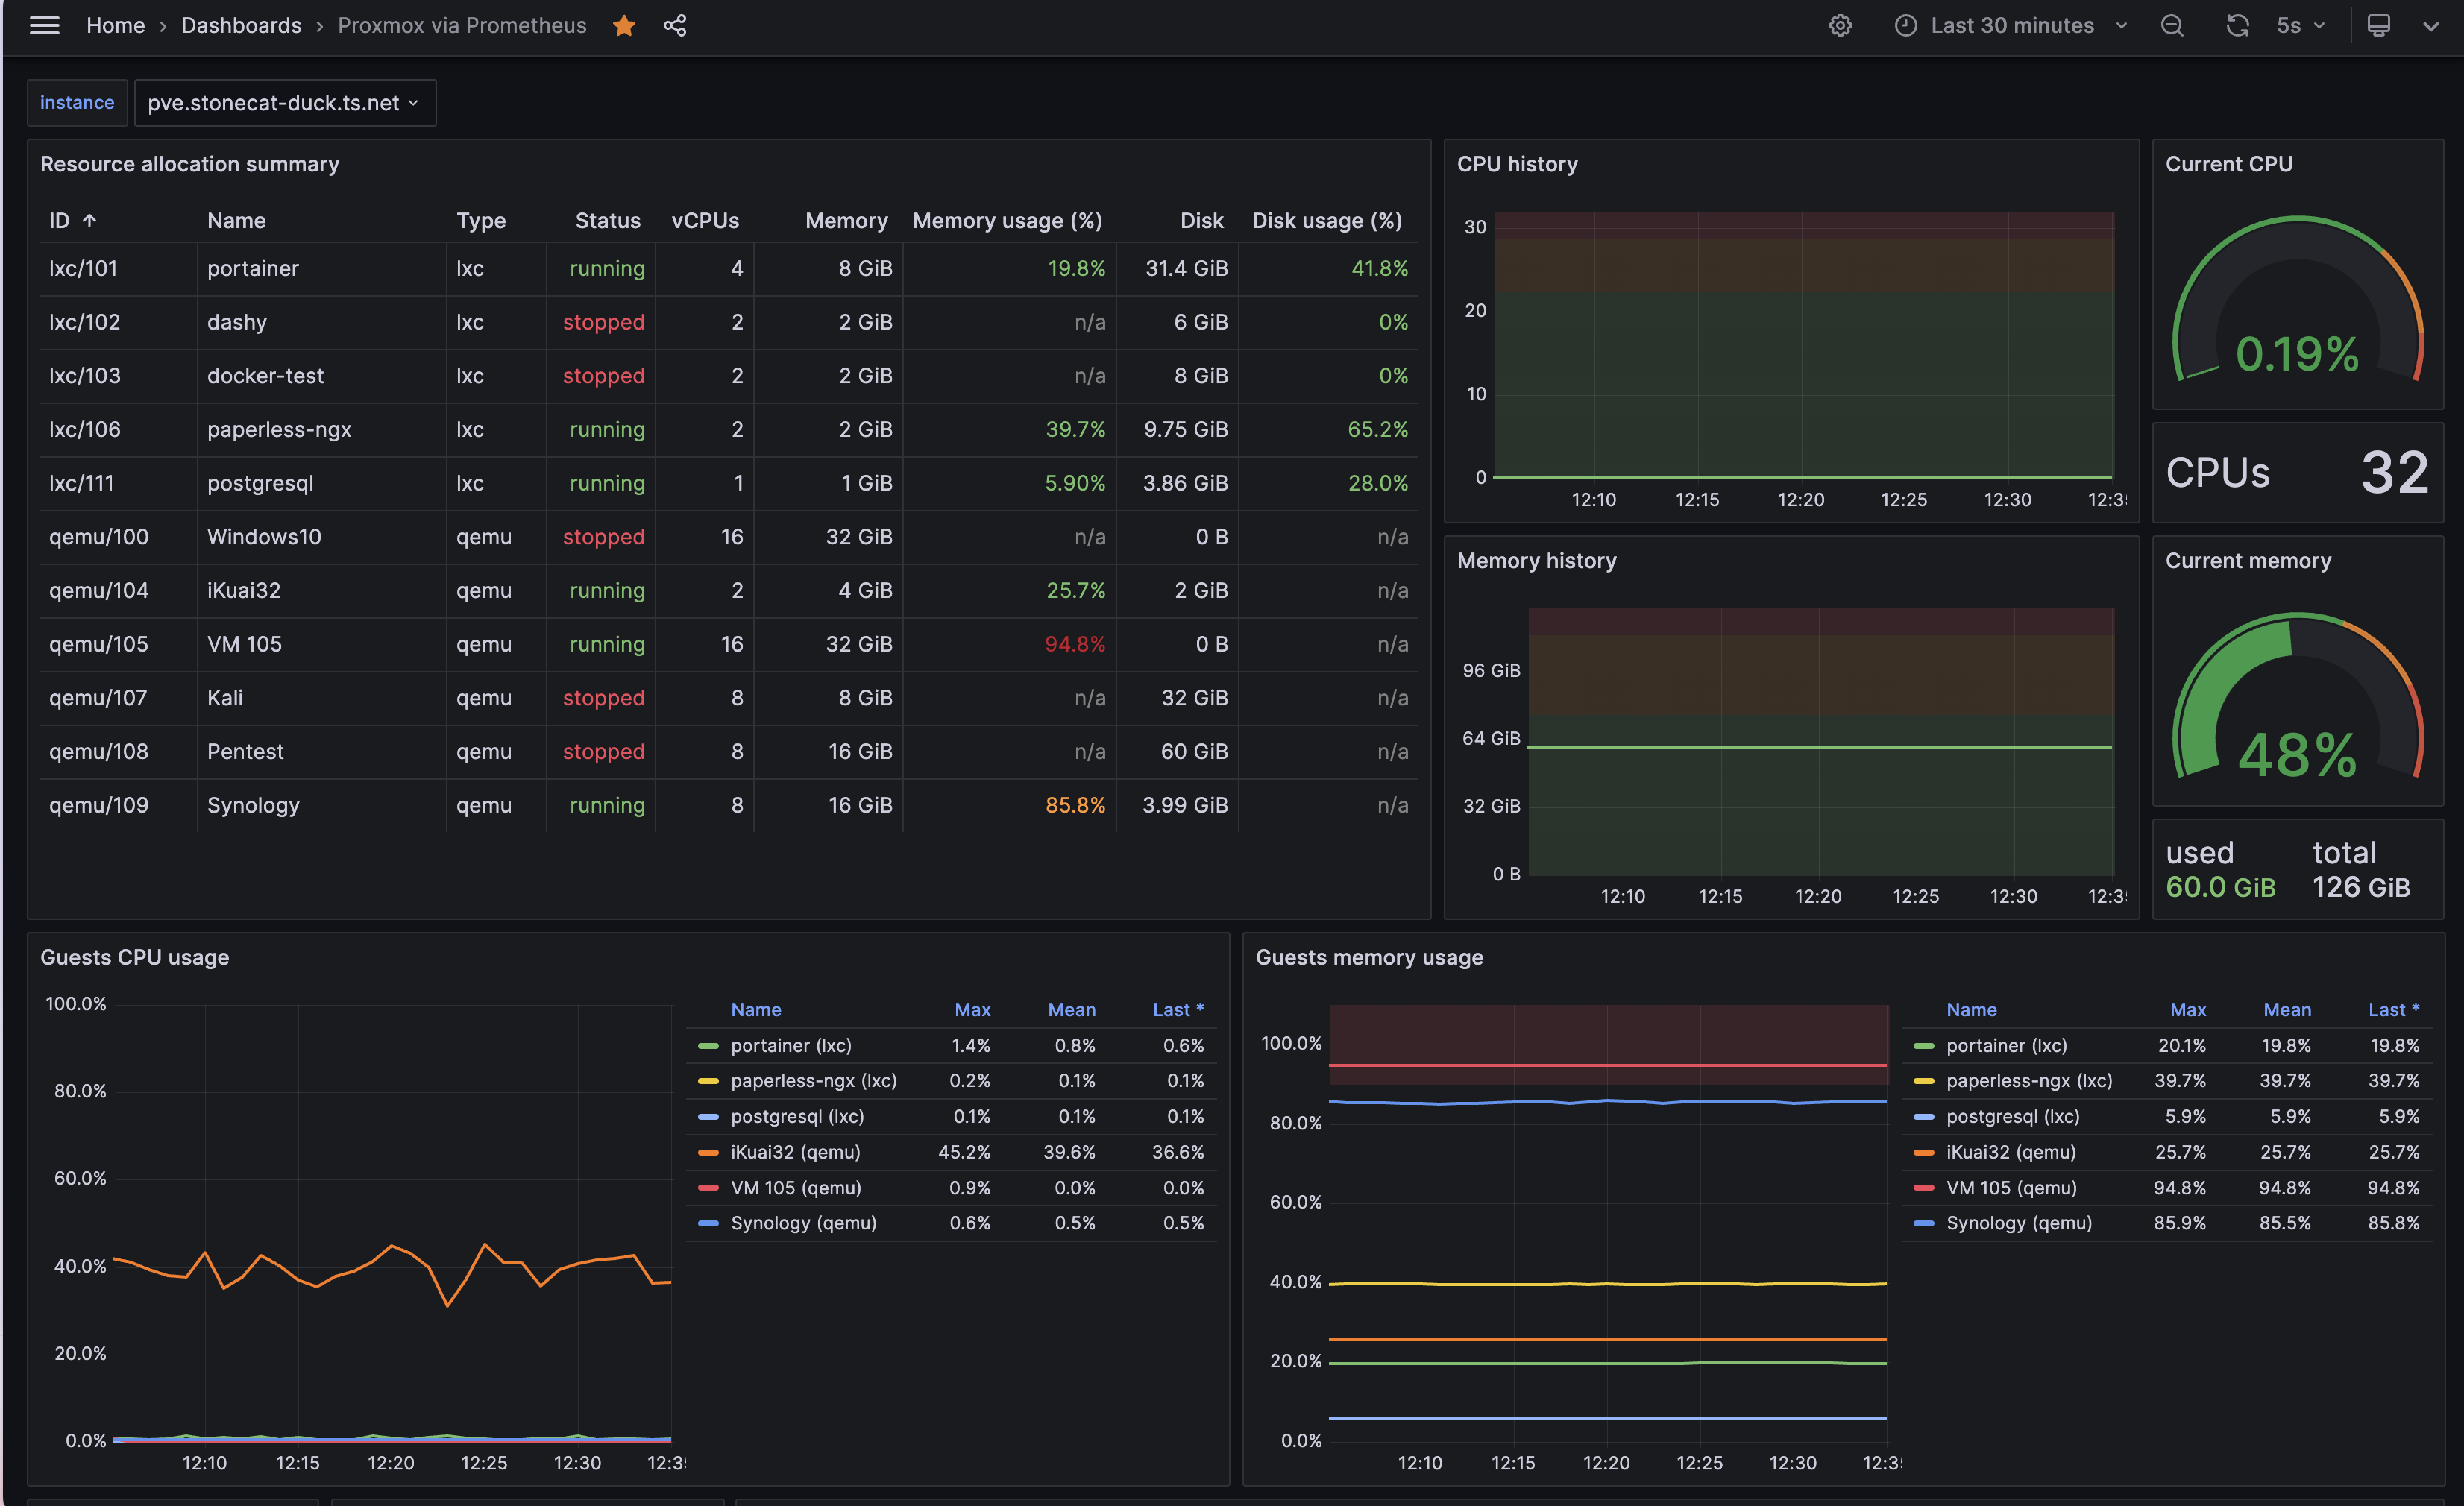 Home › Dashboards › Proxmox via Prometheus
Last 30 minutes
5s
instance
pve.stonecat-duck.ts.net
Resource allocation summary
ID Name Type Status vCPUs Memory Memory usage (%) Disk Disk usage (%)
lxc/101 portainer lxc running 4 8 GiB 19.8% 31.4 GiB 41.8%
lxc/102 dashy lxc stopped 2 2 GiB n/a 6 GiB 0%
lxc/103 docker-test lxc stopped 2 2 GiB n/a 8 GiB 0%
lxc/106 paperless-ngx lxc running 2 2 GiB 39.7% 9.75 GiB 65.2%
lxc/111 postgresql lxc running 1 1 GiB 5.90% 3.86 GiB 28.0%
qemu/100 Windows10 qemu stopped 16 32 GiB n/a 0 B n/a
qemu/104 iKuai32 qemu running 2 4 GiB 25.7% 2 GiB n/a
qemu/105 VM 105 qemu running 16 32 GiB 94.8% 0 B n/a
qemu/107 Kali qemu stopped 8 8 GiB n/a 32 GiB n/a
qemu/108 Pentest qemu stopped 8 16 GiB n/a 60 GiB n/a
qemu/109 Synology qemu running 8 16 GiB 85.8% 3.99 GiB n/a
CPU history
30
20
10
0
12:10 12:15 12:20 12:25 12:30
Current CPU
0.19%
CPUs 32
Memory history
96 GiB
64 GiB
32 GiB
0 B
12:10 12:15 12:20 12:25 12:30
Current memory
48%
used total
60.0 GiB 126 GiB
Guests CPU usage
100.0%
80.0%
60.0%
40.0%
20.0%
0.0%
12:10 12:15 12:20 12:25 12:30
Name Max Mean Last *
portainer (lxc) 1.4% 0.8% 0.6%
paperless-ngx (lxc) 0.2% 0.1% 0.1%
postgresql (lxc) 0.1% 0.1% 0.1%
iKuai32 (qemu) 45.2% 39.6% 36.6%
VM 105 (qemu) 0.9% 0.0% 0.0%
Synology (qemu) 0.6% 0.5% 0.5%
Guests memory usage
100.0%
80.0%
60.0%
40.0%
20.0%
0.0%
12:10 12:15 12:20 12:25 12:30
Name Max Mean Last *
portainer (lxc) 20.1% 19.8% 19.8%
paperless-ngx (lxc) 39.7% 39.7% 39.7%
postgresql (lxc) 5.9% 5.9% 5.9%
iKuai32 (qemu) 25.7% 25.7% 25.7%
VM 105 (qemu) 94.8% 94.8% 94.8%
Synology (qemu) 85.9% 85.5% 85.8%